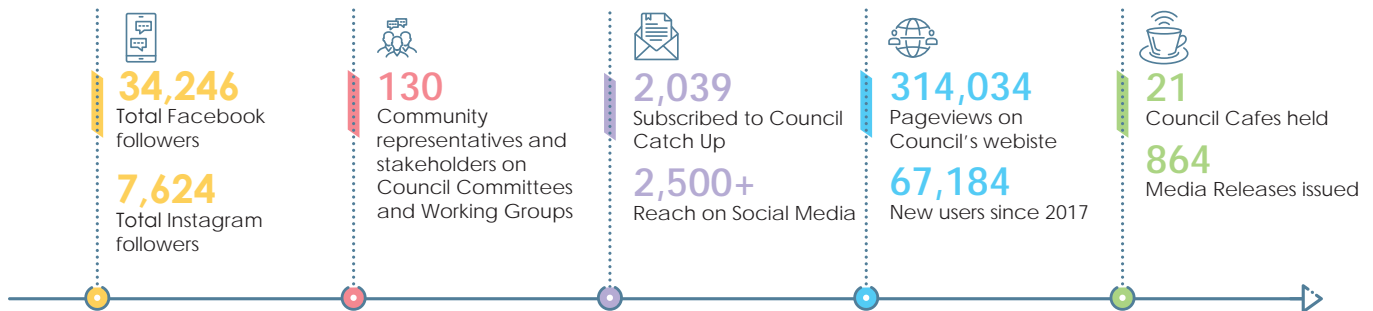 34,246
Total Facebook
followers
7,624
Total Instagram
followers
130
Community
representatives and
stakeholders on
Council Committees
and Working Groups
2,039
Subscribed to Council
Catch Up
2,500+
Reach on Social Media
314,034
Pageviews on
Council's webiste
67,184
New users since 2017
21
Council Cafes held
864
Media Releases issued